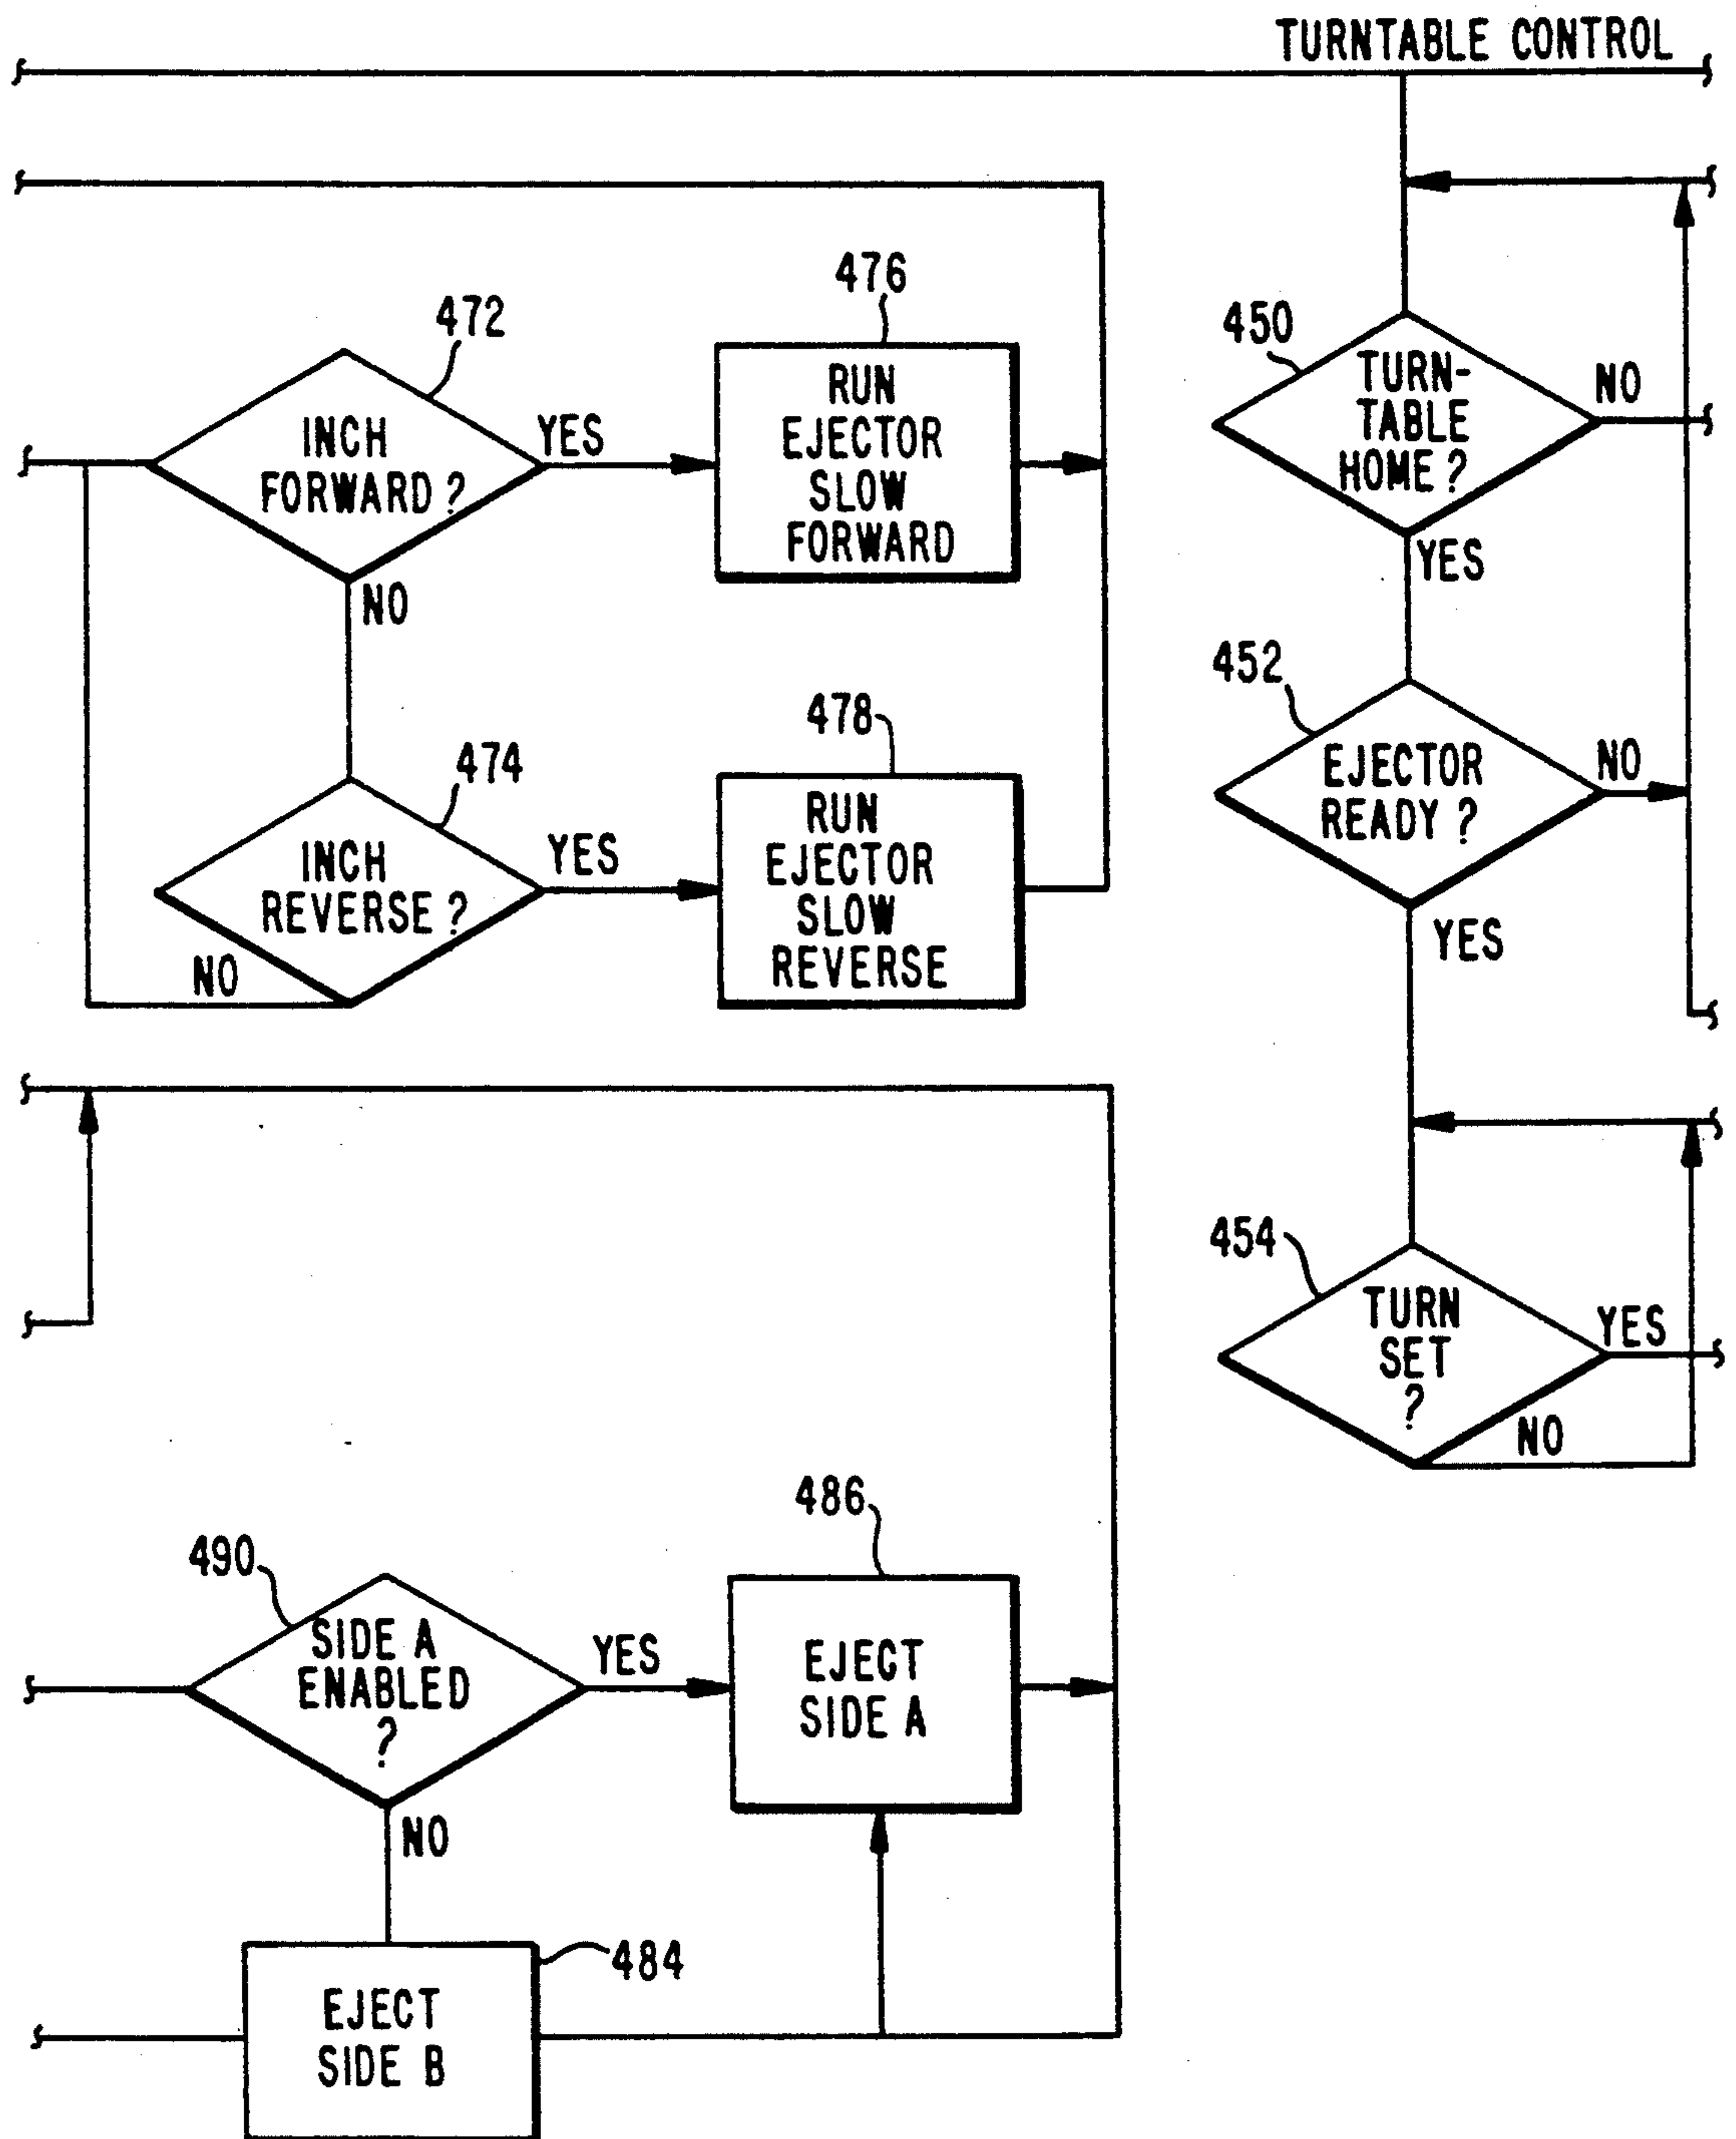 TURNTABLE CONTROL
472
INCH
FORWARD ?
YES
NO
476
RUN
EJECTOR
SLOW
FORWARD
474
INCH
REVERSE ?
YES
NO
478
RUN
EJECTOR
SLOW
REVERSE
450
TURN-
TABLE
HOME ?
NO
YES
452
EJECTOR
READY ?
NO
YES
454
TURN
SET
?
YES
NO
490
SIDE A
ENABLED
?
YES
NO
486
EJECT
SIDE A
484
EJECT
SIDE B